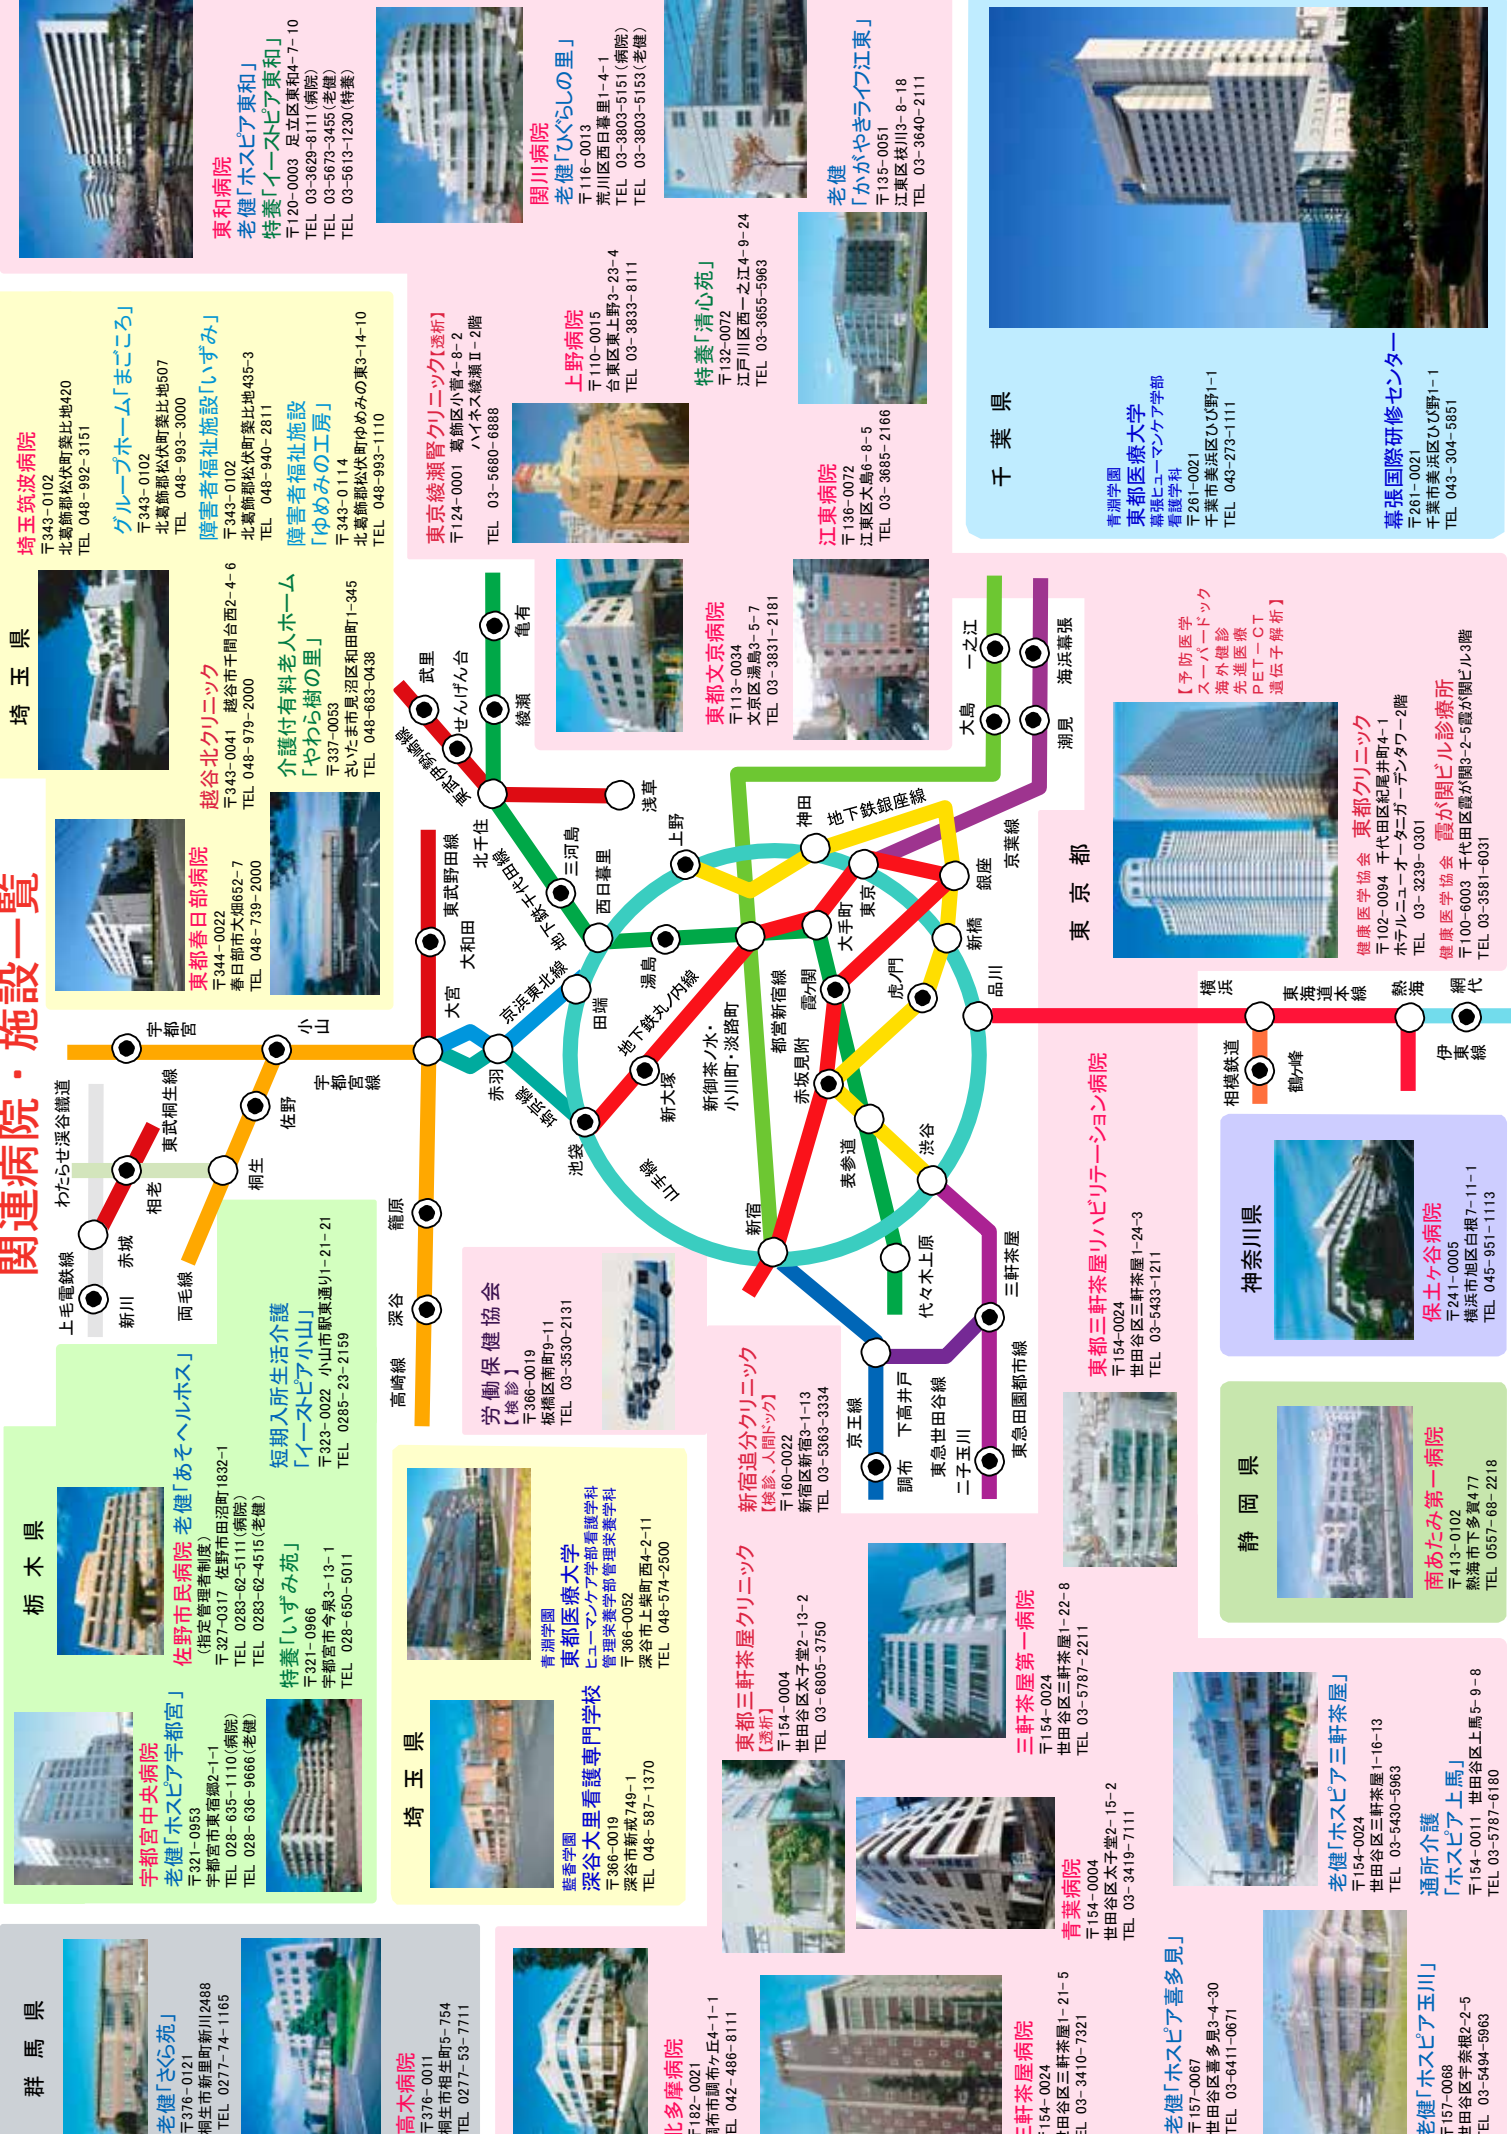 関連病院・施設一覧
群馬県
老健「さくら苑」
〒376-0121
桐生市新里町新川2488
TEL 0277-74-1165
高木病院
〒376-0011
桐生市相生町5-754
TEL 0277-53-7711
栃木県
宇都宮中央病院
老健「ホスピア宇都宮」
〒321-0953
宇都宮市東宿郷2-1-1
TEL 028-635-1110(病院)
TEL 028-636-9666(老健)
佐野市民病院 老健「あそヘルホス」
(指定管理者制度)
〒327-0317 佐野市田沼町1832-1
TEL 0283-62-5111(病院)
TEL 0283-62-4515(老健)
特養「いずみ苑」
〒321-0966
宇都宮市今泉3-13-1
TEL 028-650-5011
短期入所生活介護
「イーストピア小山」
〒323-0022 小山市駅東通り1-21-21
TEL 0285-23-2159
埼玉県
藍香学園
深谷大里看護専門学校
〒366-0019
深谷市新戒749-1
TEL 048-587-1370
青淵学園
東都医療大学
ヒューマンケア学部看護学科
管理栄養学部管理栄養学科
〒366-0052
深谷市上柴町西4-2-11
TEL 048-574-2500
労働保健協会
【検診】
〒366-0019
板橋区南町9-11
TEL 03-3530-2131
埼玉県
東都春日部病院
〒344-0022
春日部市大畑652-7
TEL 048-739-2000
越谷北クリニック
〒343-0041 越谷市千間台西2-4-6
TEL 048-979-2000
介護付有料老人ホーム
「やわら樹の里」
〒337-0053
さいたま市見沼区和田町1-345
TEL 048-683-0438
埼玉筑波病院
〒343-0102
北葛飾郡松伏町築比地420
TEL 048-992-3151
グループホーム「まごころ」
〒343-0102
北葛飾郡松伏町築比地507
TEL 048-993-3000
障害者福祉施設「いずみ」
〒343-0102
北葛飾郡松伏町築比地435-3
TEL 048-940-2811
障害者福祉施設
「ゆめみの工房」
〒343-0114
北葛飾郡松伏町ゆめみの東3-14-10
TEL 048-993-1110
東和病院
老健「ホスピア東和」
特養「イーストピア東和」
〒120-0003 足立区東和4-7-10
TEL 03-3629-8111(病院)
TEL 03-5673-3455(老健)
TEL 03-5613-1230(特養)
関川病院
老健「ひぐらしの里」
〒116-0013
荒川区西日暮里1-4-1
TEL 03-3803-5151(病院)
TEL 03-3803-5153(老健)
老健
「かがやきライフ江東」
〒135-0051
江東区枝川3-8-18
TEL 03-3640-2111
東京綾瀬腎クリニック【透析】
〒124-0001 葛飾区小菅4-8-2
ハイネス綾瀬Ⅱ-2階
TEL 03-5680-6888
上野病院
〒110-0015
台東区東上野3-23-4
TEL 03-3833-8111
特養「清心苑」
〒132-0072
江戸川区西一之江4-9-24
TEL 03-3655-5963
東都文京病院
〒113-0034
文京区湯島3-5-7
TEL 03-3831-2181
江東病院
〒136-0072
江東区大島6-8-5
TEL 03-3685-2166
千葉県
青淵学園
東都医療大学
幕張ヒューマンケア学部
看護学科
〒261-0021
千葉市美浜区ひび野1-1
TEL 043-273-1111
幕張国際研修センター
〒261-0021
千葉市美浜区ひび野1-1
TEL 043-304-5851
東京都
【予防医学
スーパードック
海外健診
先進医療
PET-CT
遺伝子解析】
健康医学協会 東都クリニック
〒102-0094 千代田区紀尾井町4-1
ホテルニューオータニガーデンタワー2階
TEL 03-3239-0301
健康医学協会 霞が関ビル診療所
〒100-6003 千代田区霞が関3-2-5霞が関ビル3階
TEL 03-3581-6031
新宿追分クリニック
【検診、人間ドック】
〒160-0022
新宿区新宿3-1-13
TEL 03-5363-3334
東都三軒茶屋クリニック
【透析】
〒154-0004
世田谷区太子堂2-13-2
TEL 03-6805-3750
三軒茶屋第一病院
〒154-0024
世田谷区三軒茶屋1-22-8
TEL 03-5787-2211
東都三軒茶屋リハビリテーション病院
〒154-0024
世田谷区三軒茶屋1-24-3
TEL 03-5433-1211
青葉病院
〒154-0004
世田谷区太子堂2-15-2
TEL 03-3419-7111
北多摩病院
〒182-0021
調布市調布ヶ丘4-1-1
TEL 042-486-8111
三軒茶屋病院
〒154-0024
世田谷区三軒茶屋1-21-5
TEL 03-3410-7321
老健「ホスピア喜多見」
〒157-0067
世田谷区喜多見3-4-30
TEL 03-6411-0671
老健「ホスピア玉川」
〒157-0068
世田谷区宇奈根2-2-5
TEL 03-5494-5963
老健「ホスピア三軒茶屋」
〒154-0024
世田谷区三軒茶屋1-16-13
TEL 03-5430-5963
通所介護
「ホスピア上馬」
〒154-0011 世田谷区上馬5-9-8
TEL 03-5787-6180
静岡県
南あたみ第一病院
〒413-0102
熱海市下多賀477
TEL 0557-68-2218
神奈川県
保土ヶ谷病院
〒241-0005
横浜市旭区白根7-11-1
TEL 045-951-1113
上毛電鉄線
新川
赤城
わたらせ渓谷鐵道
相老
東武桐生線
両毛線
桐生
佐野
小山
宇都宮
宇都宮線
高崎線
深谷
籠原
大宮
大和田
東武野田線
赤羽
埼京線
京浜東北線
田端
池袋
山手線
新大塚
地下鉄丸ノ内線
湯島
西日暮里
三河島
地下鉄千代田線
北千住
東武伊勢崎線
せんげん台
武里
綾瀬
亀有
浅草
上野
神田
地下鉄銀座線
新御茶ノ水・
小川町・淡路町
都営新宿線
大手町
東京
霞ケ関
虎ノ門
銀座
新橋
京葉線
大島
一之江
潮見
海浜幕張
赤坂見附
表参道
渋谷
品川
新宿
代々木上原
京王線
調布
下高井戸
東急世田谷線
二子玉川
三軒茶屋
東急田園都市線
横浜
相模鉄道
鶴ケ峰
東海道本線
熱海
網代
伊東線